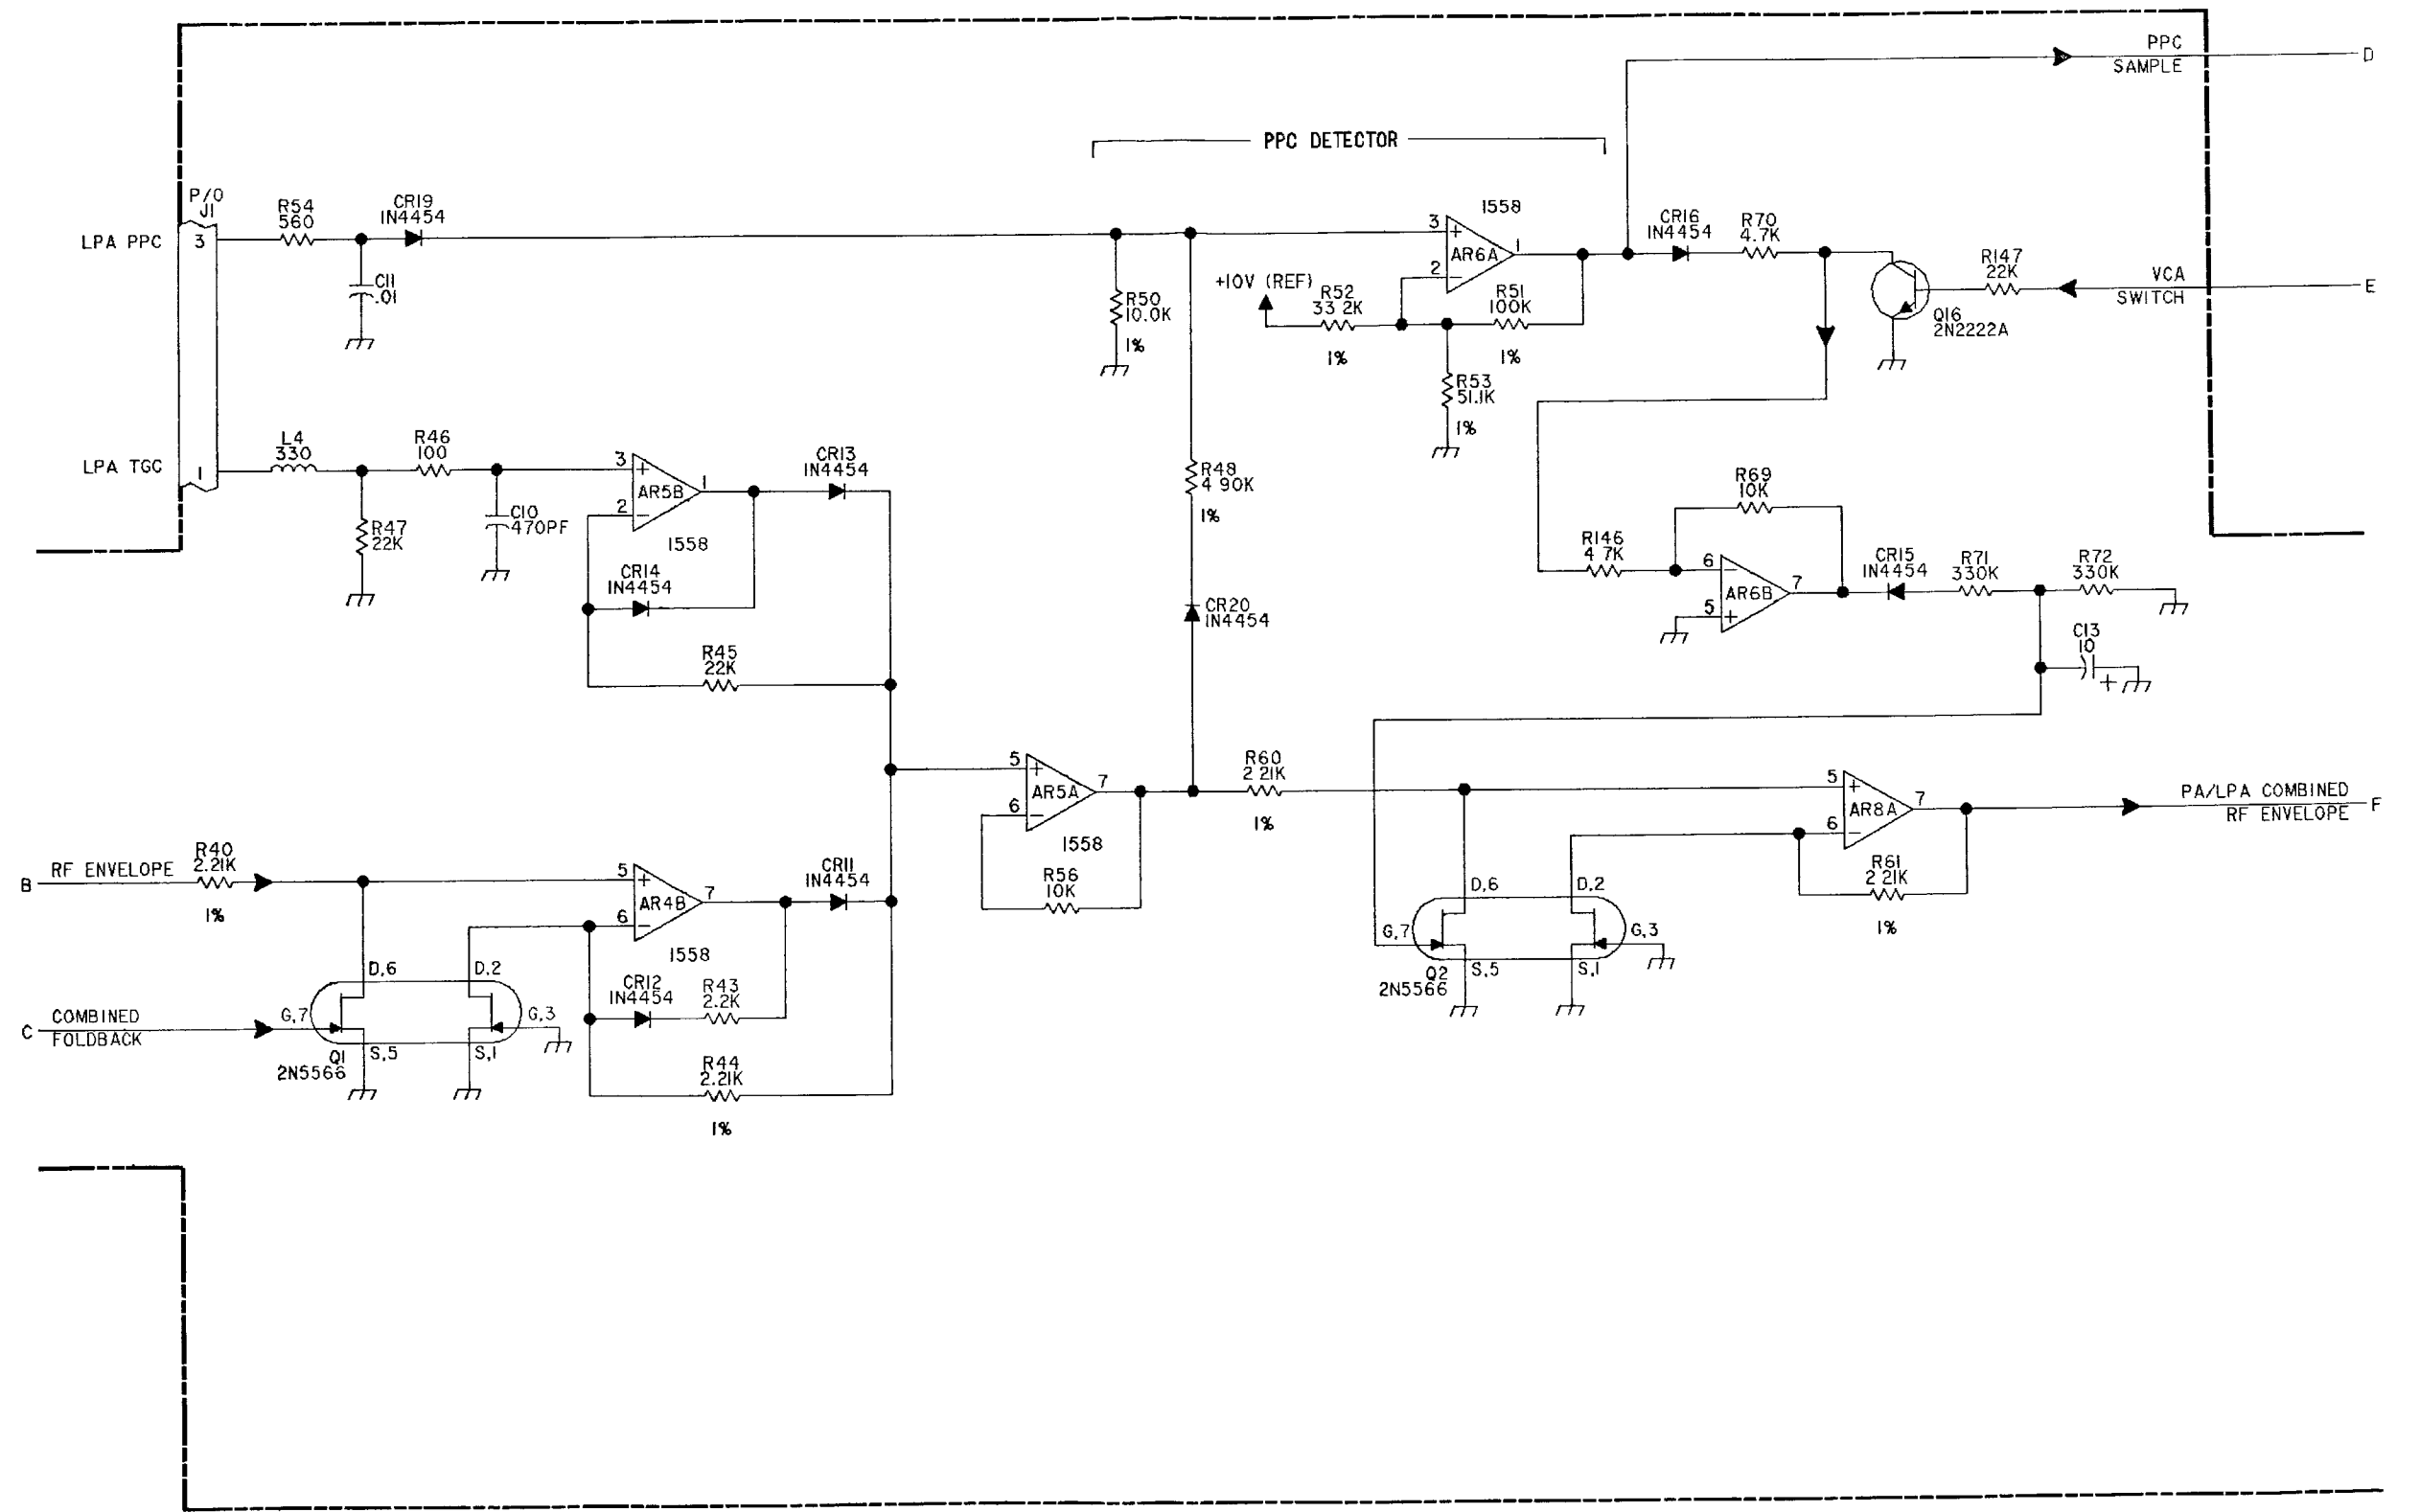 PPC
SAMPLE
D
PPC DETECTOR
P/O
J1
LPA PPC
3
R54
560
CR19
1N4454
C11
.01
R50
10.0K
1%
1558
3
+
AR6A
1
2
-
+10V (REF)
R52
33.2K
1%
R51
100K
1%
R53
51.1K
1%
CR16
1N4454
R70
4.7K
R147
22K
VCA
SWITCH
E
Q16
2N2222A
LPA TGC
1
L4
330
R46
100
R47
22K
C10
470PF
3
+
AR5B
1
2
-
1558
CR13
1N4454
CR14
1N4454
R45
22K
R48
4.90K
1%
CR20
1N4454
R69
10K
R146
4.7K
6
-
AR6B
7
5
+
CR15
1N4454
R71
330K
R72
330K
C13
10
+
5
+
AR5A
7
6
-
1558
R56
10K
R60
2.21K
1%
5
+
AR8A
7
6
-
R61
2.21K
1%
PA/LPA COMBINED
RF ENVELOPE
F
B
RF ENVELOPE
R40
2.21K
1%
5
+
AR4B
7
6
-
1558
CR11
1N4454
CR12
1N4454
R43
2.2K
R44
2.21K
1%
C
COMBINED
FOLDBACK
D,6
D,2
G,7
G,3
Q1
2N5566
S,5
S,1
D,6
D,2
G,7
G,3
Q2
2N5566
S,5
S,1